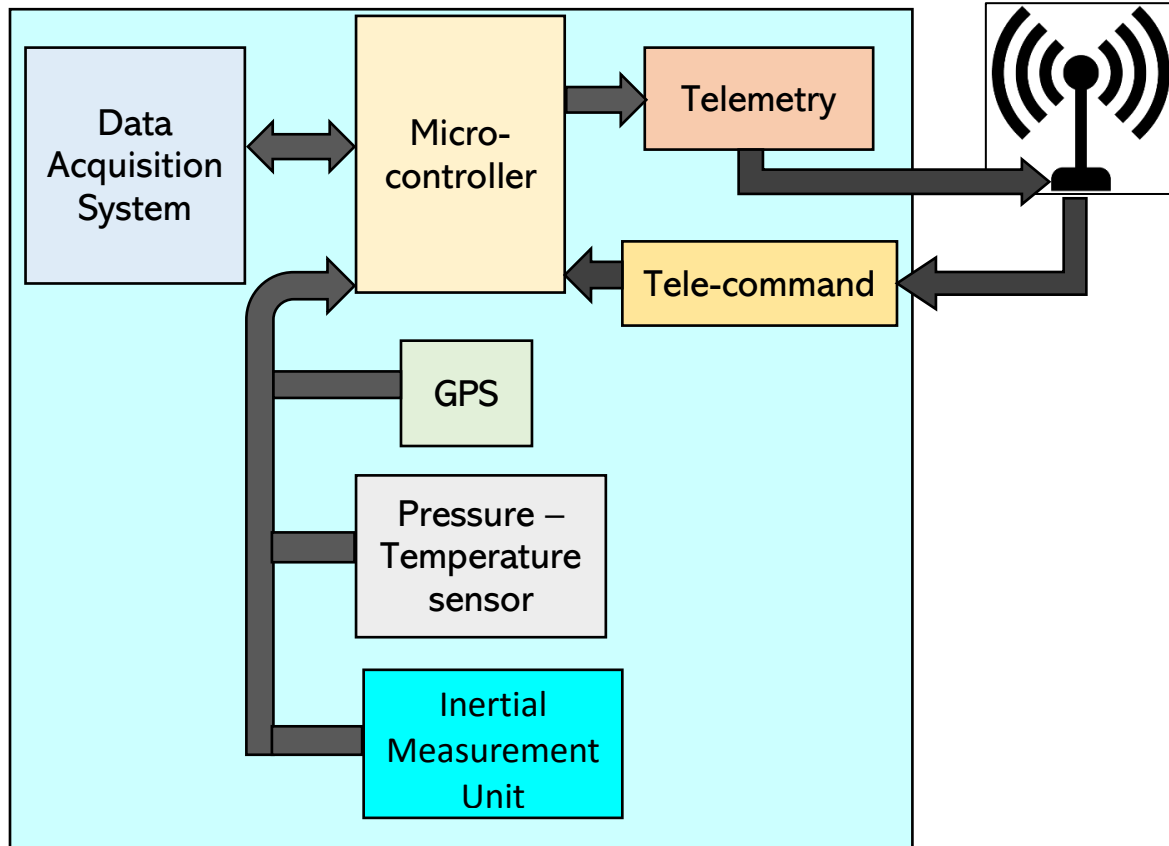 Data
Acquisition
System
Micro-
controller
Telemetry
Tele-command
GPS
Pressure –
Temperature
sensor
Inertial
Measurement
Unit